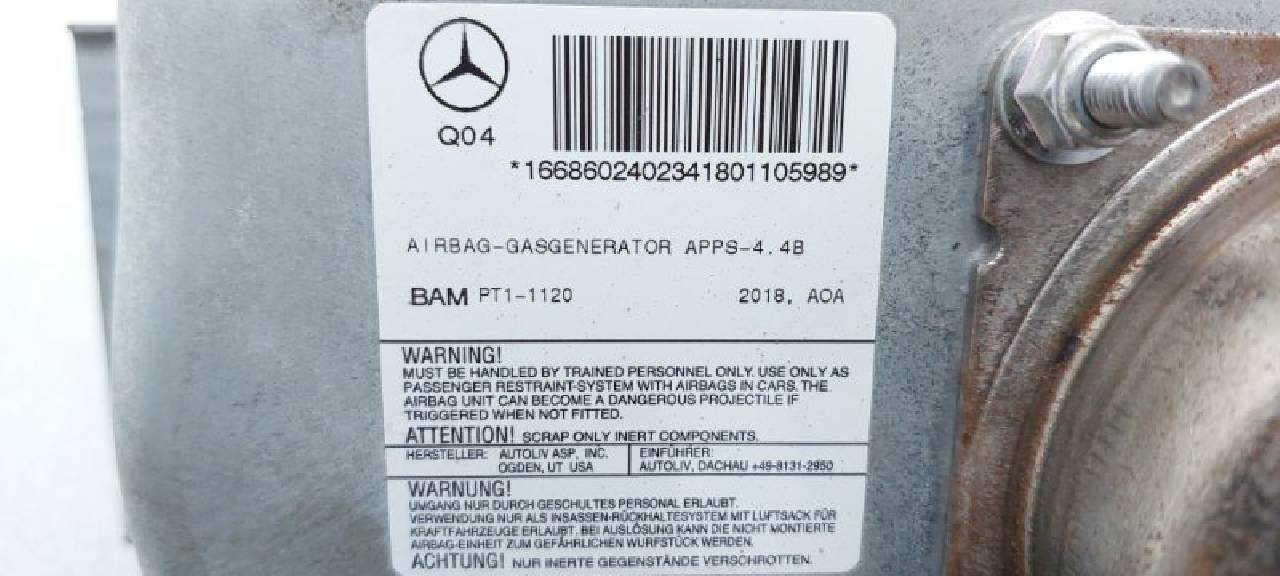 Q04
*1668602402341801105989*
AIRBAG-GASGENERATOR APPS-4.4B
BAM PT1-1120 2018, AOA
WARNING!
MUST BE HANDLED BY TRAINED PERSONNEL ONLY. USE ONLY AS
PASSENGER RESTRAINT-SYSTEM WITH AIRBAGS IN CARS. THE
AIRBAG UNIT CAN BECOME A DANGEROUS PROJECTILE IF
TRIGGERED WHEN NOT FITTED.
ATTENTION! SCRAP ONLY INERT COMPONENTS.
HERSTELLER: AUTOLIV ASP, INC.
OGDEN, UT USA
EINFÜHRER:
AUTOLIV, DACHAU +49-8131-2950
WARNUNG!
UMGANG NUR DURCH GESCHULTES PERSONAL ERLAUBT.
VERWENDUNG NUR ALS INSASSEN-RÜCKHALTESYSTEM MIT LUFTSACK FÜR
KRAFTFAHRZEUGE ERLAUBT. BEI AUSLÖSUNG KANN DIE NICHT MONTIERTE
AIRBAG-EINHEIT ZUM GEFÄHRLICHEN WURFSTÜCK WERDEN.
ACHTUNG! NUR INERTE GEGENSTÄNDE VERSCHROTTEN.